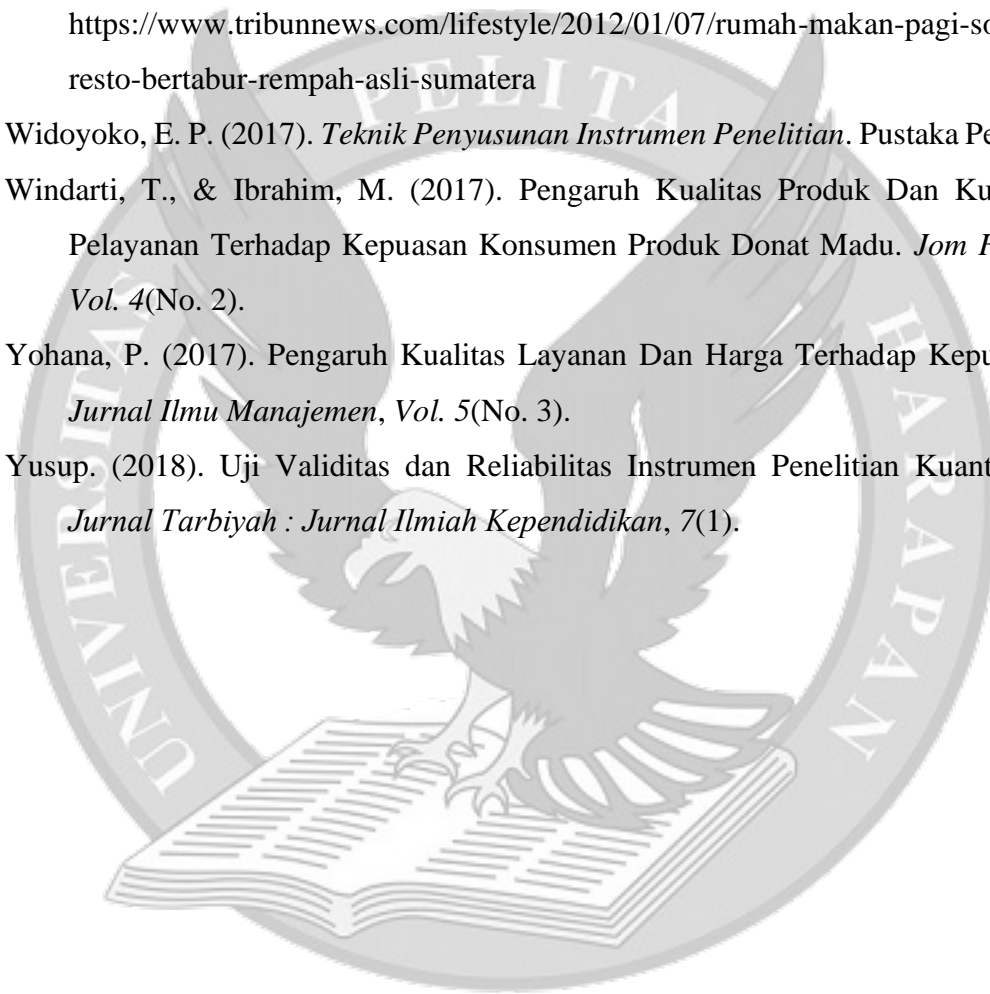 https://www.tribunnews.com/lifestyle/2012/01/07/rumah-makan-pagi-so
resto-bertabur-rempah-asli-sumatera
Widoyoko, E. P. (2017). Teknik Penyusunan Instrumen Penelitian. Pustaka Pe
Windarti, T., & Ibrahim, M. (2017). Pengaruh Kualitas Produk Dan Ku
Pelayanan Terhadap Kepuasan Konsumen Produk Donat Madu. Jom
Vol. 4(No. 2).
Yohana, P. (2017). Pengaruh Kualitas Layanan Dan Harga Terhadap Kepu
Jurnal Ilmu Manajemen, Vol. 5(No. 3).
Yusup. (2018). Uji Validitas dan Reliabilitas Instrumen Penelitian Kuant
Jurnal Tarbiyah : Jurnal Ilmiah Kependidikan, 7(1).
UNIVERSITAS PELITA HARAPAN